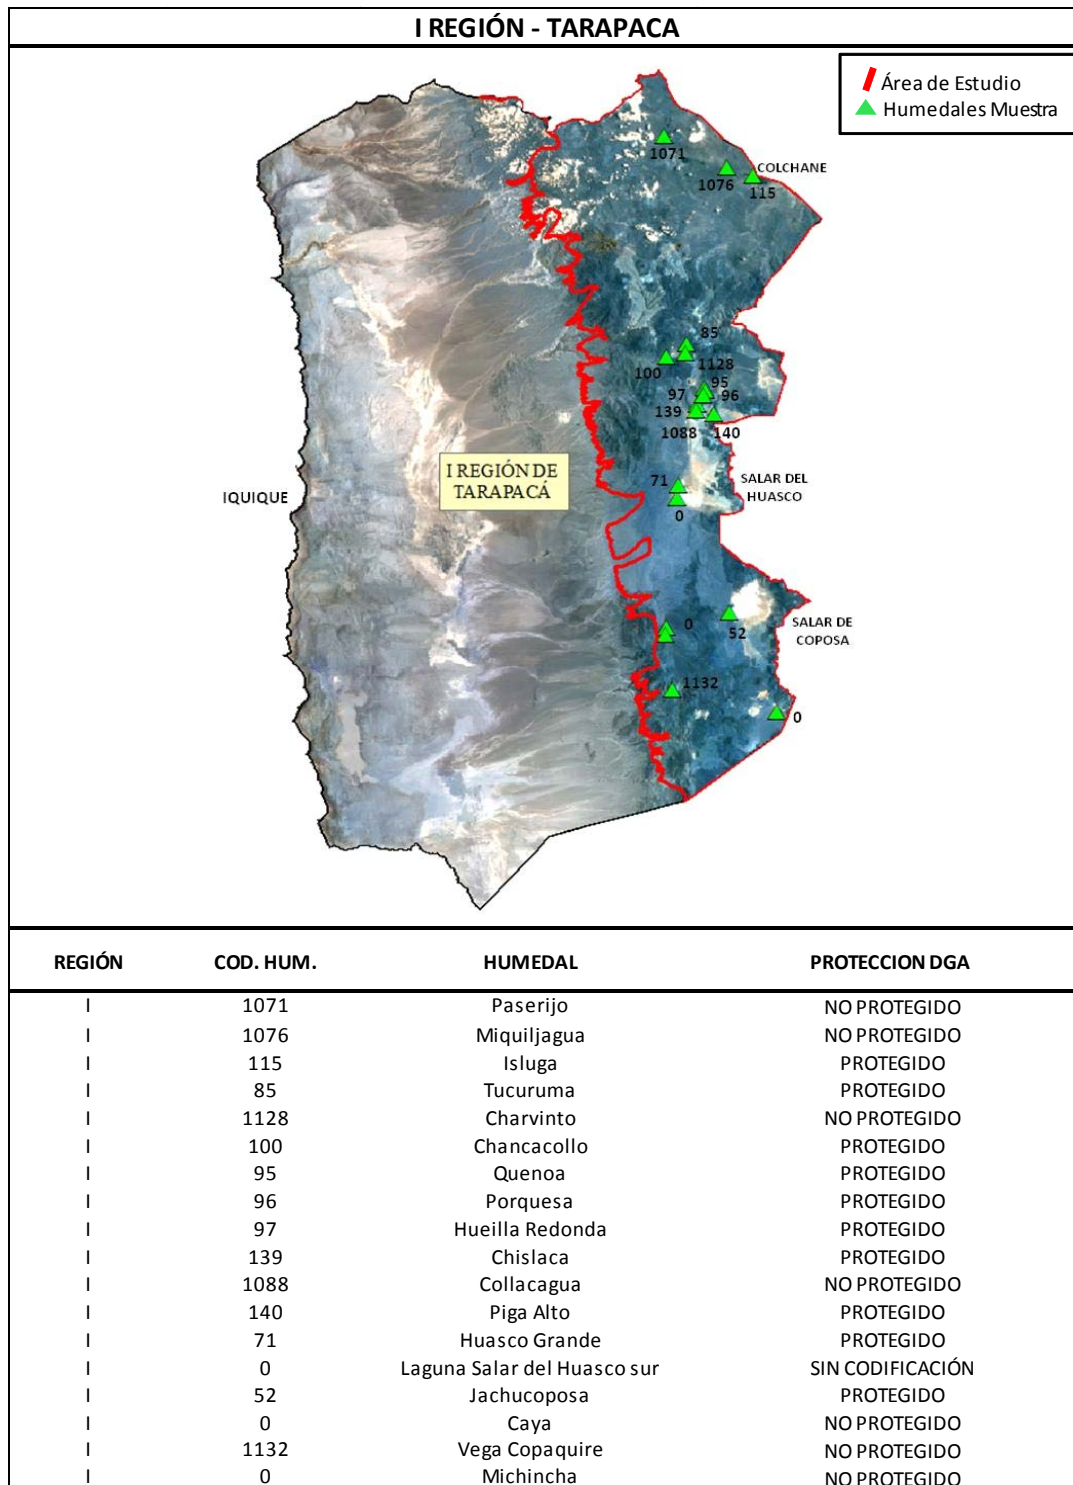 I REGIÓN - TARAPACA
Área de Estudio
Humedales Muestra
1071
COLCHANE
1076
115
85
1128
100
95
97
96
139
1088
140
I REGIÓN DE
TARAPACÁ
71
SALAR DEL
HUASCO
IQUIQUE
0
0
52
SALAR DE
COPOSA
1132
0
REGIÓN COD. HUM. HUMEDAL PROTECCION DGA
I 1071 Paserijo NO PROTEGIDO
I 1076 Miquiljagua NO PROTEGIDO
I 115 Isluga PROTEGIDO
I 85 Tucuruma PROTEGIDO
I 1128 Charvinto NO PROTEGIDO
I 100 Chancacollo PROTEGIDO
I 95 Quenoa PROTEGIDO
I 96 Porquesa PROTEGIDO
I 97 Hueilla Redonda PROTEGIDO
I 139 Chislaca PROTEGIDO
I 1088 Collacagua NO PROTEGIDO
I 140 Piga Alto PROTEGIDO
I 71 Huasco Grande PROTEGIDO
I 0 Laguna Salar del Huasco sur SIN CODIFICACIÓN
I 52 Jachucoposa PROTEGIDO
I 0 Caya NO PROTEGIDO
I 1132 Vega Copaquire NO PROTEGIDO
I 0 Michincha NO PROTEGIDO